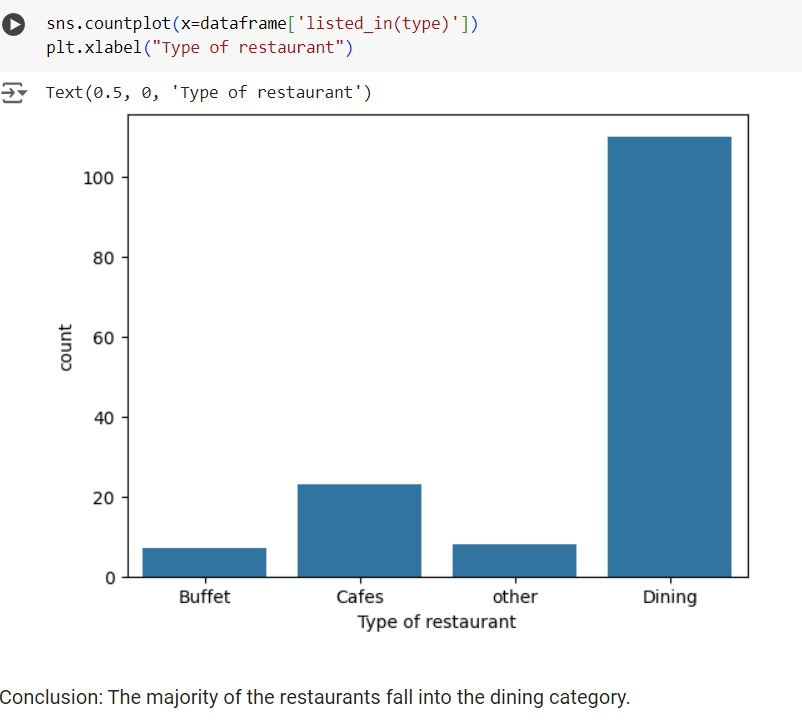 sns.countplot(x=dataframe['listed_in(type)'])
plt.xlabel("Type of restaurant")
Text(0.5, 0, 'Type of restaurant')
100
80
60
40
20
0
count
Buffet Cafes other Dining
Type of restaurant
Conclusion: The majority of the restaurants fall into the dining category.